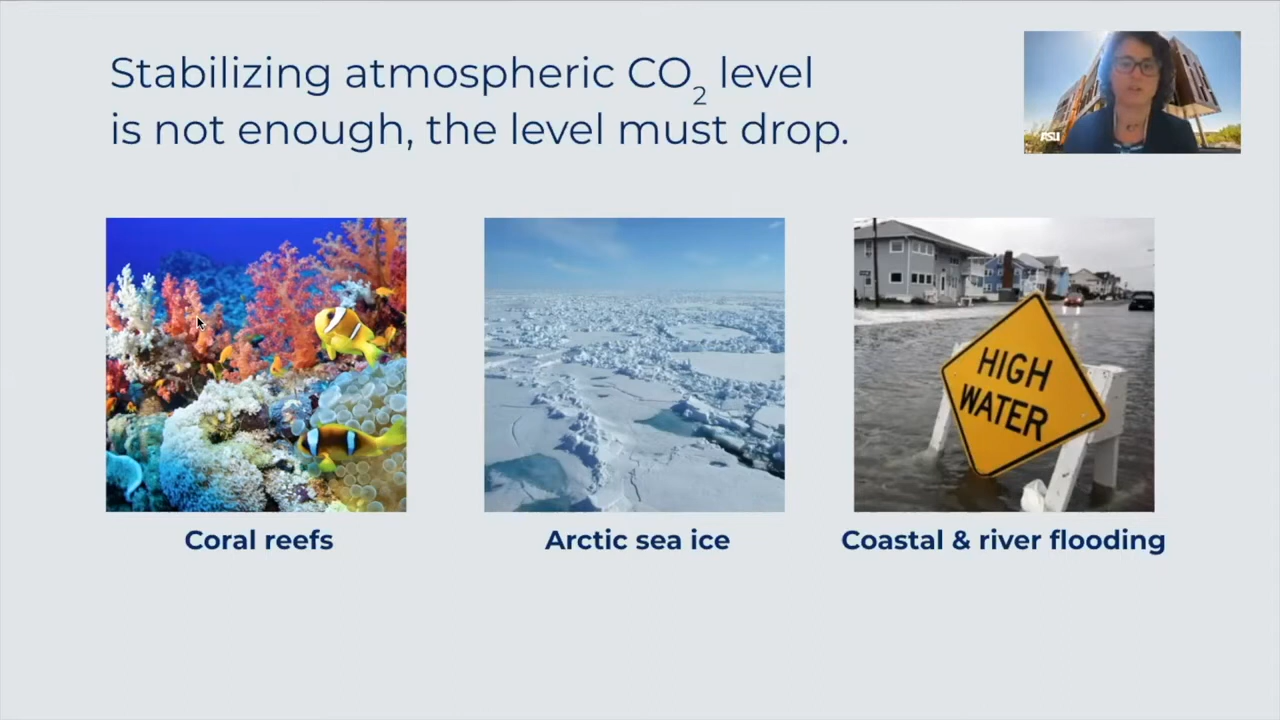 Stabilizing atmospheric CO₂ level
is not enough, the level must drop.
ASU
HIGH
WATER
Coral reefs
Arctic sea ice
Coastal & river flooding